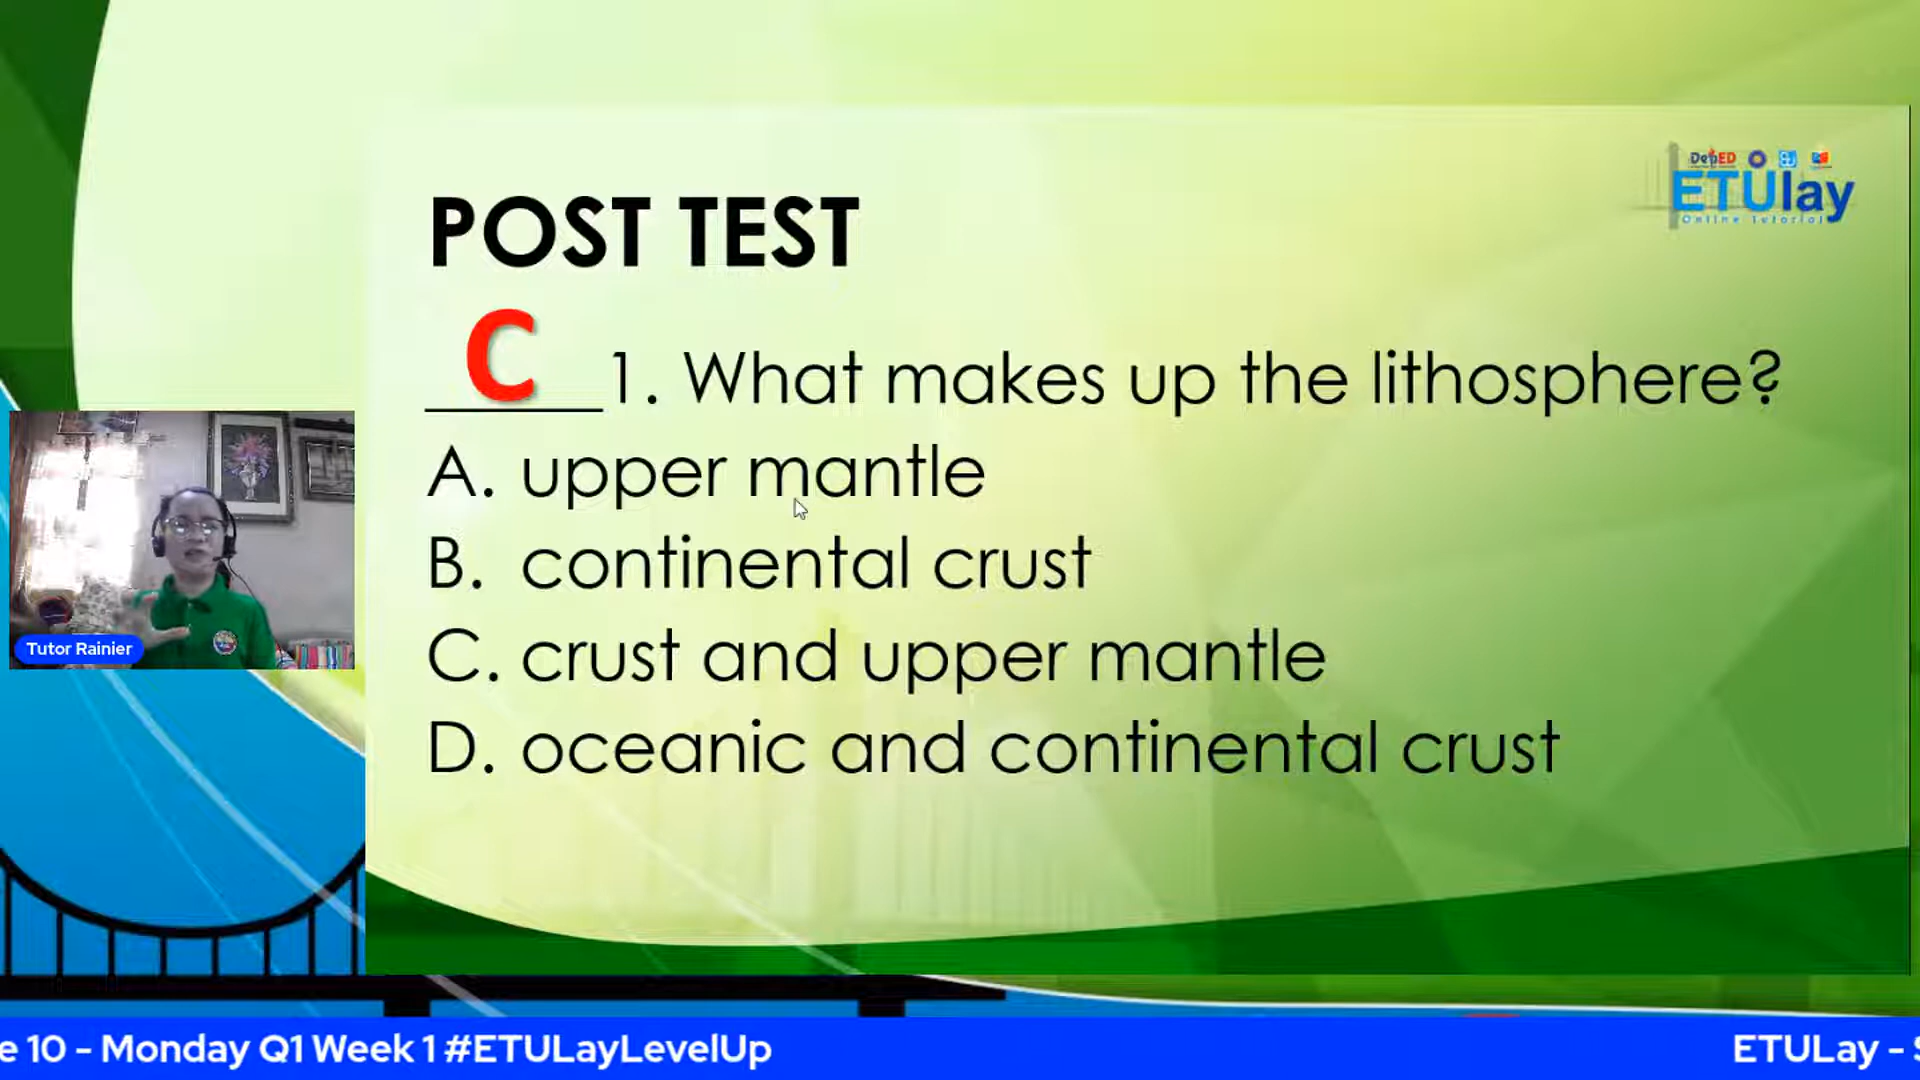 DepED
ETUlay
Online Tutorial
POST TEST
C
_____1. What makes up the lithosphere?
A. upper mantle
B. continental crust
C. crust and upper mantle
D. oceanic and continental crust
Tutor Rainier
e 10 - Monday Q1 Week 1 #ETULayLevelUp
ETULay - S